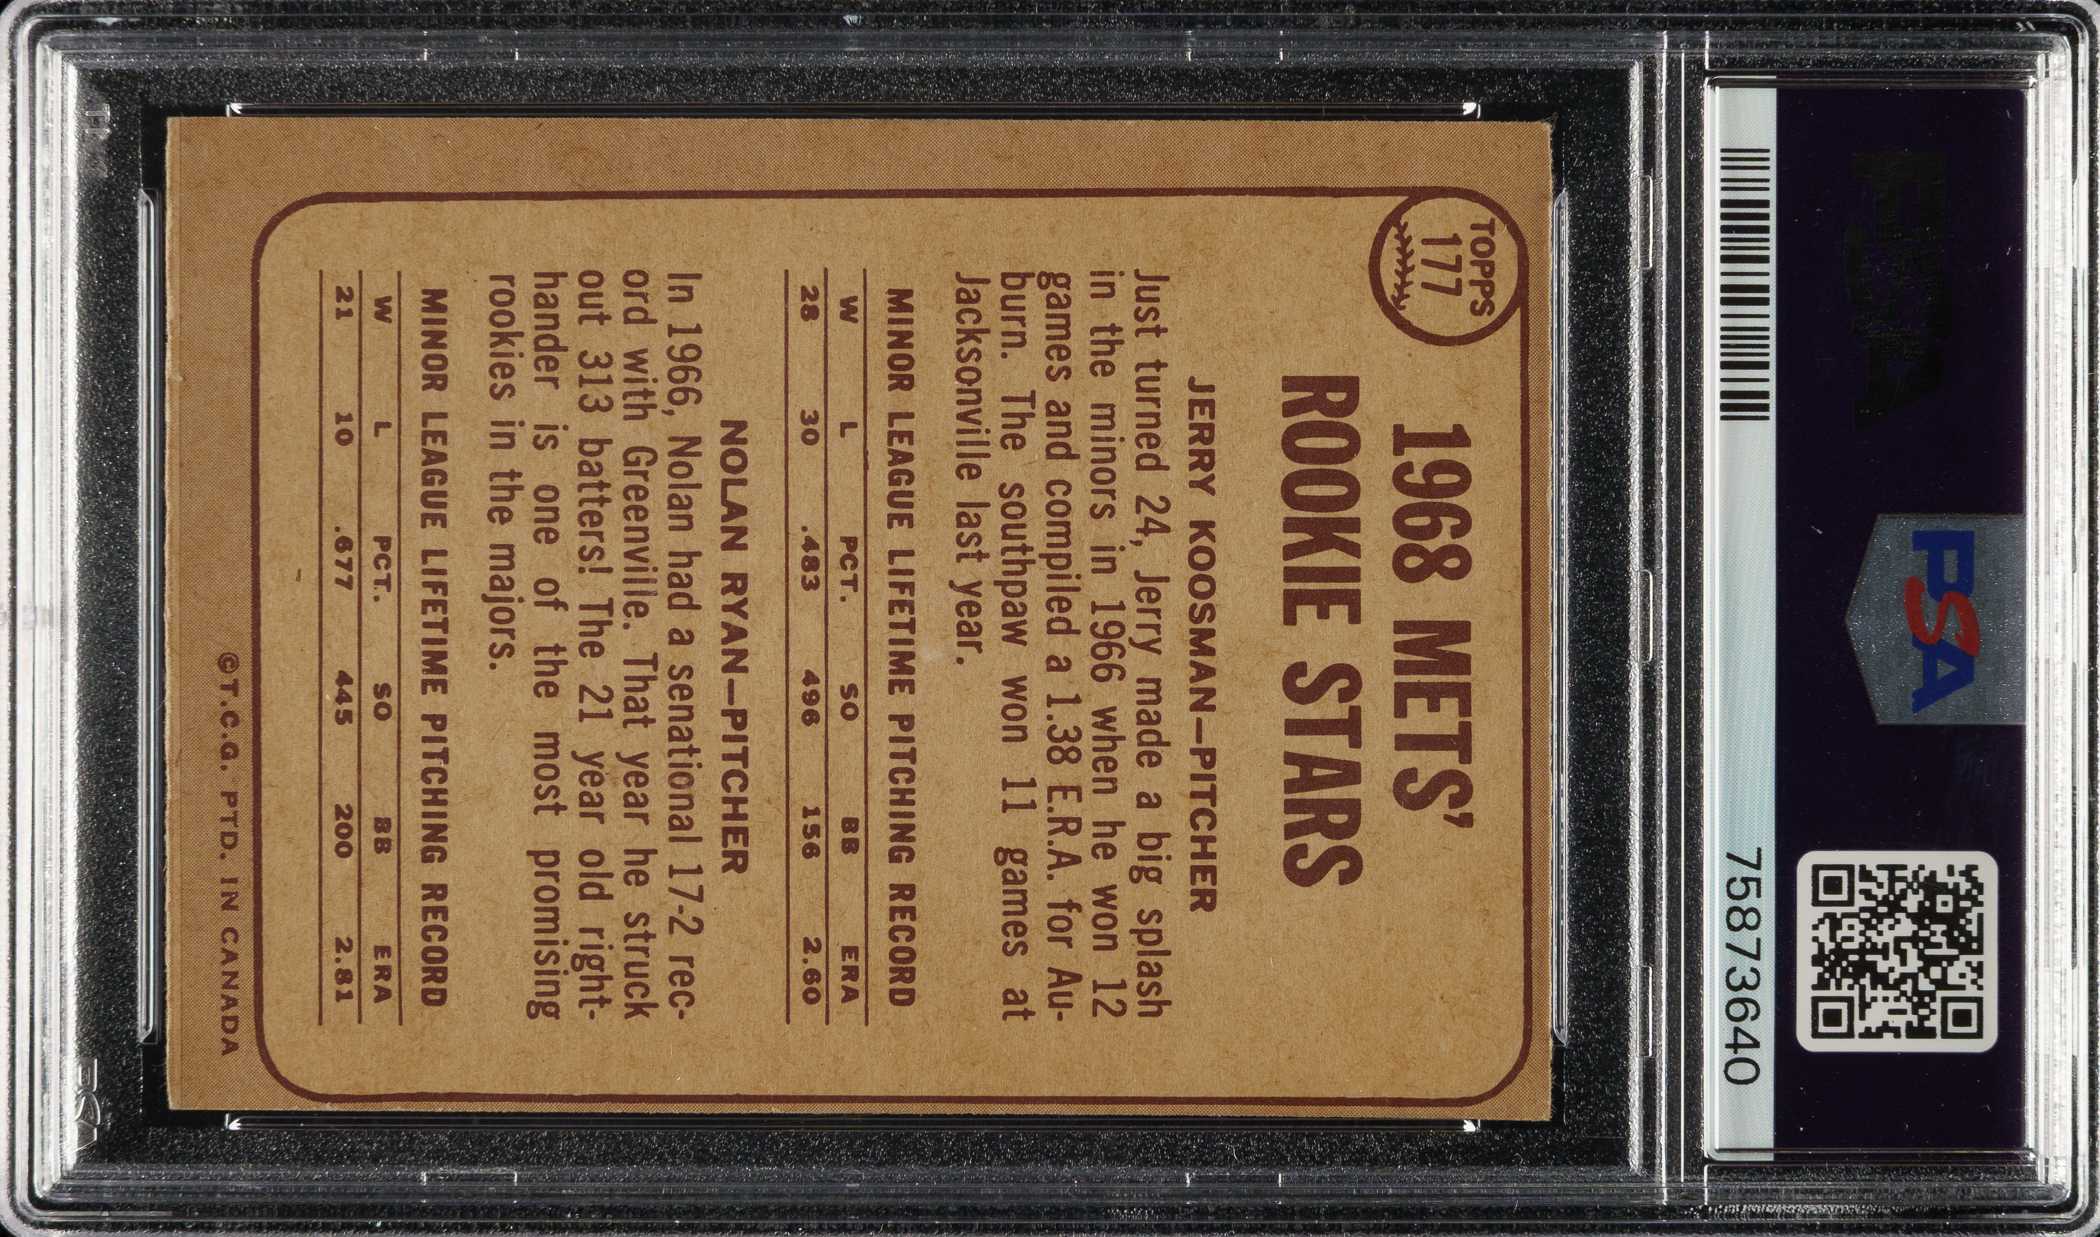 PSA
75873640
TOPPS
177
1968 METS'
ROOKIE STARS
JERRY KOOSMAN—PITCHER
Just turned 24, Jerry made a big splash
in the minors in 1966 when he won 12
games and compiled a 1.38 E.R.A. for Au-
burn. The southpaw won 11 games at
Jacksonville last year.
MINOR LEAGUE LIFETIME PITCHING RECORD
W L PCT. SO BB ERA
28 30 .483 496 156 2.60
NOLAN RYAN—PITCHER
In 1966, Nolan had a senational 17-2 rec-
ord with Greenville. That year he struck
out 313 batters! The 21 year old right-
hander is one of the most promising
rookies in the majors.
MINOR LEAGUE LIFETIME PITCHING RECORD
W L PCT. SO BB ERA
21 10 .677 445 200 2.81
©T.C.G. PTD. IN CANADA